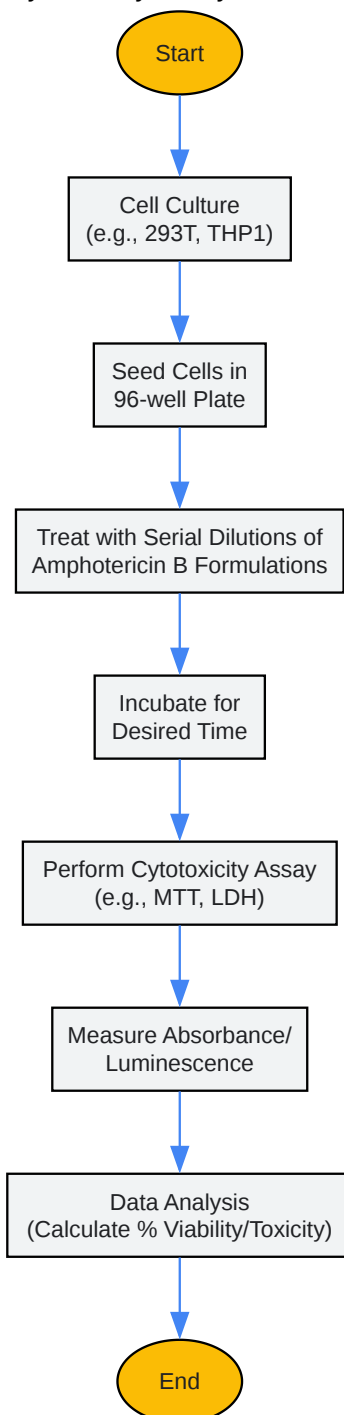 Start
Cell Culture
(e.g., 293T, THP1)
Seed Cells in
96-well Plate
Treat with Serial Dilutions of
Amphotericin B Formulations
Incubate for
Desired Time
Perform Cytotoxicity Assay
(e.g., MTT, LDH)
Measure Absorbance/
Luminescence
Data Analysis
(Calculate % Viability/Toxicity)
End